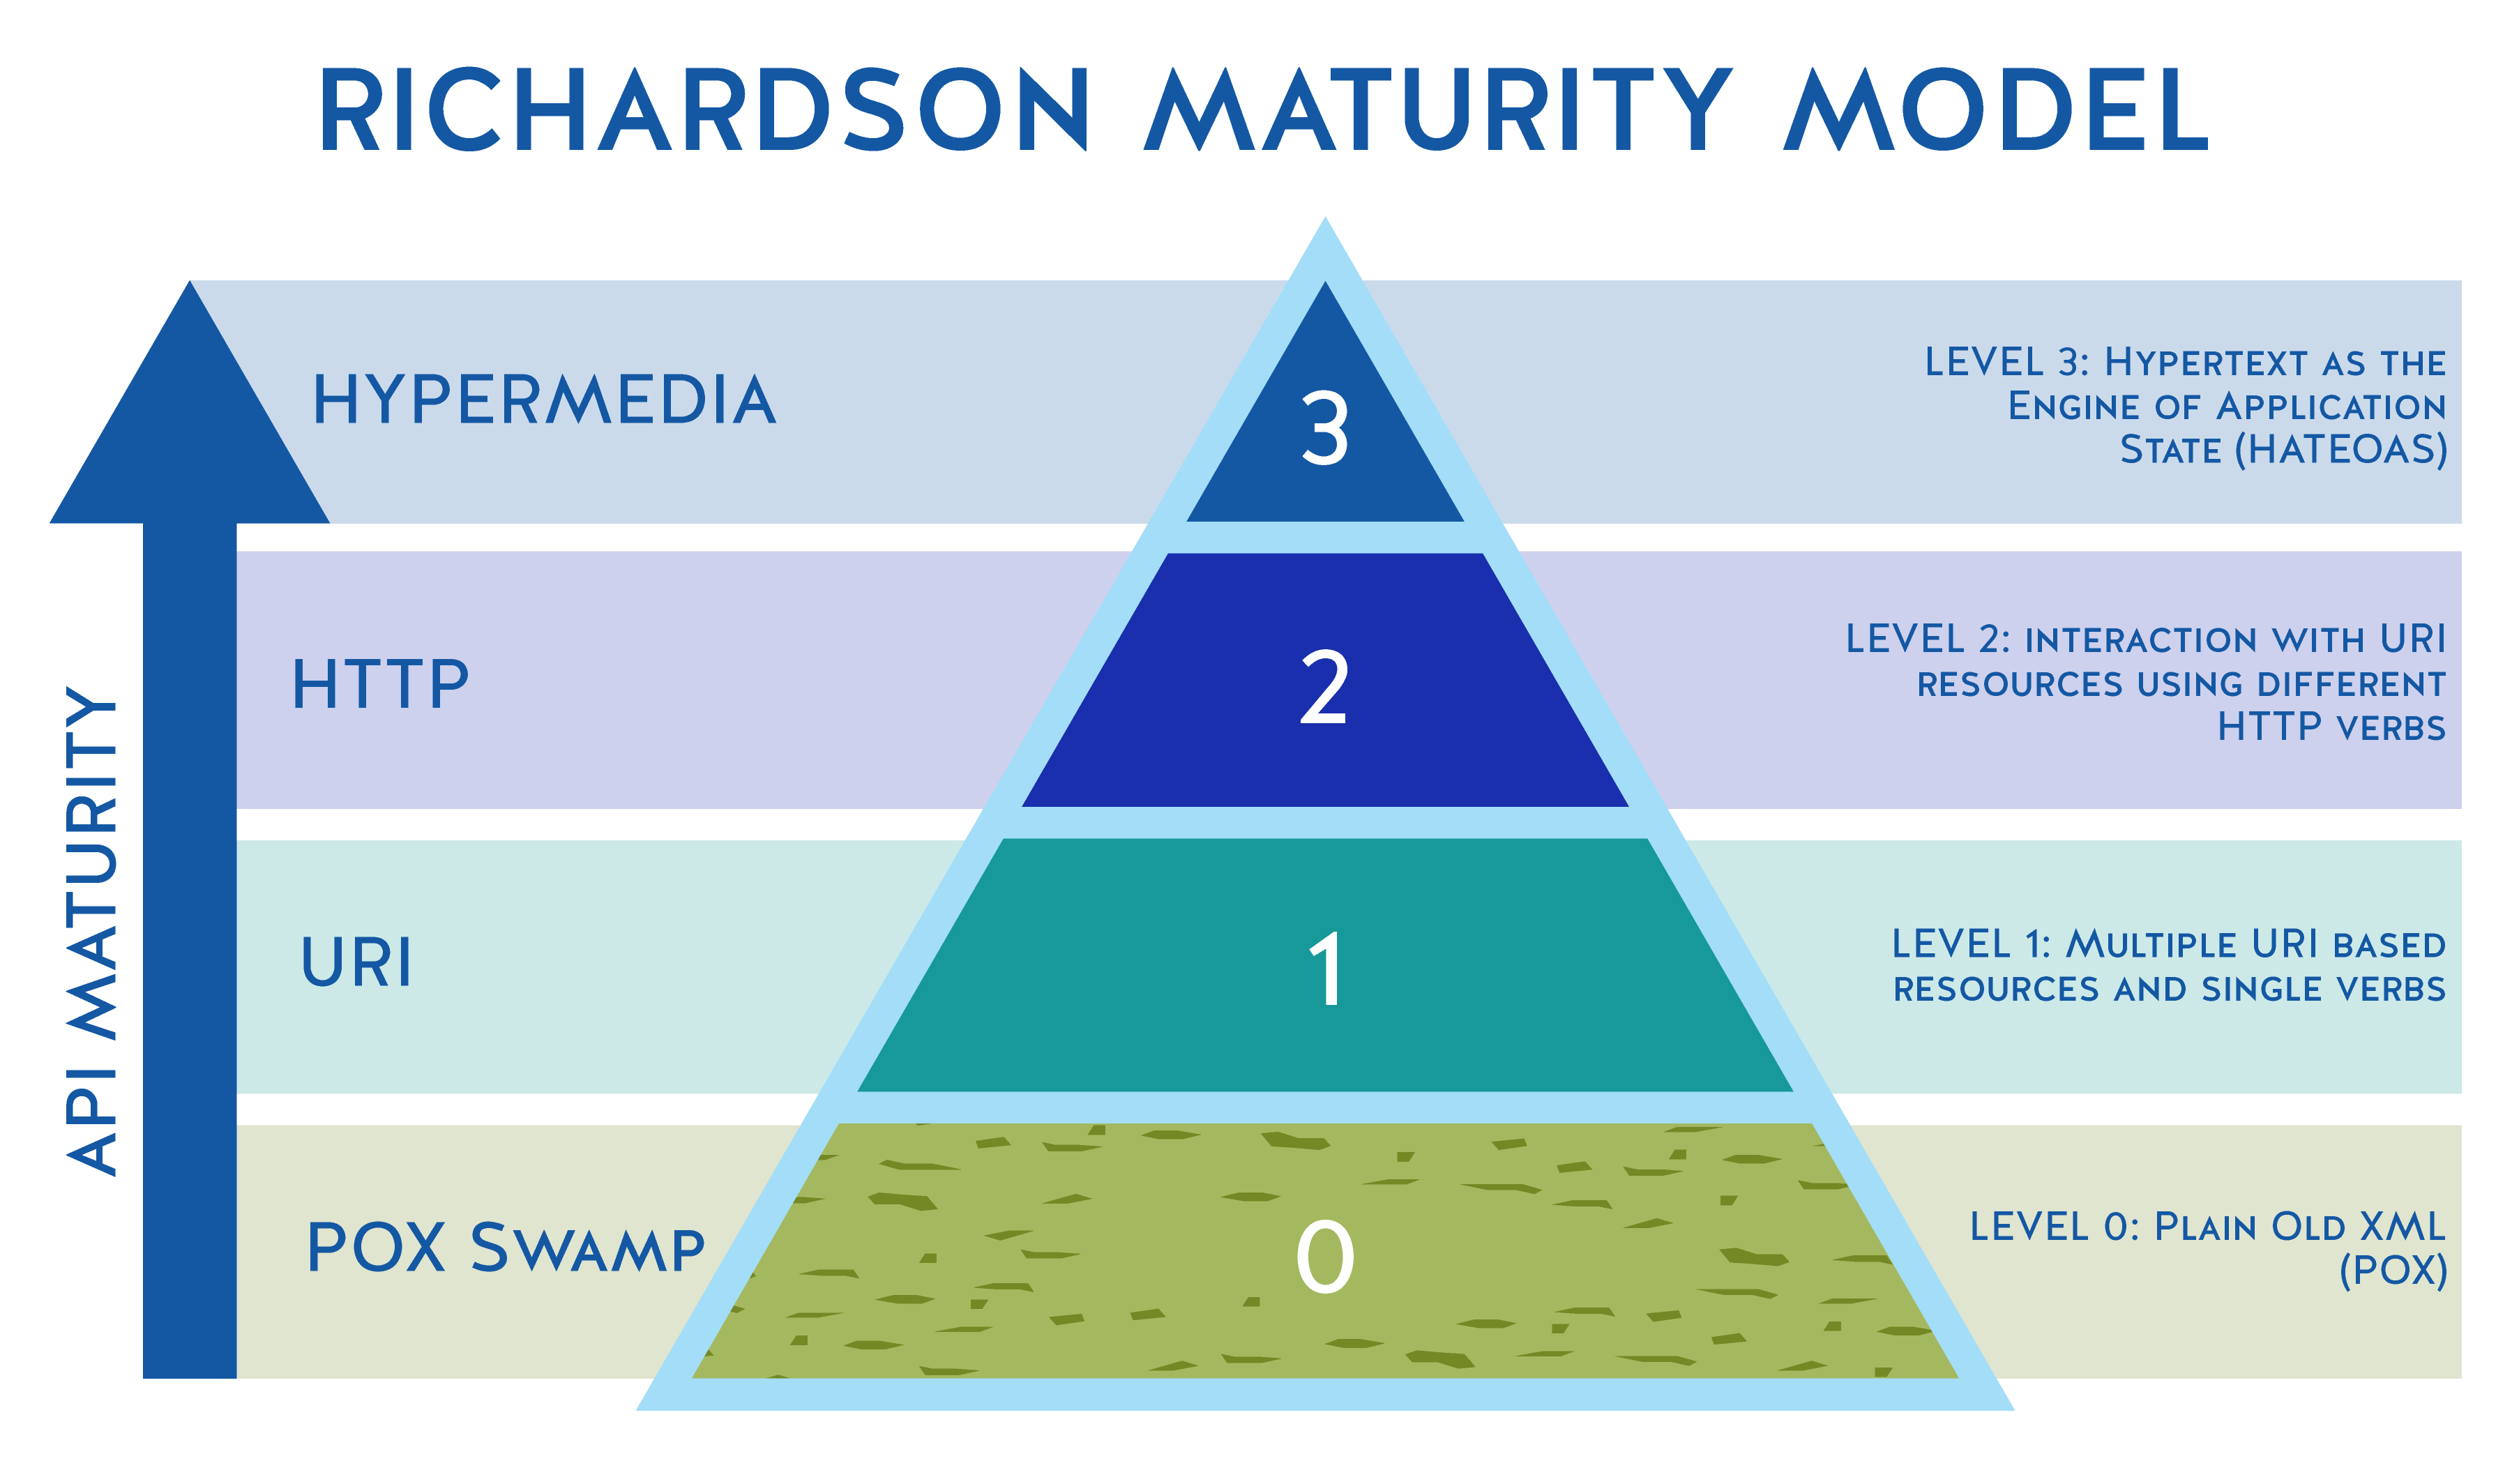 RICHARDSON MATURITY MODEL
API MATURITY
HYPERMEDIA
3
LEVEL 3: Hypertext as the
Engine of Application
State (HATEOAS)
HTTP
2
LEVEL 2: interaction with URI
resources using different
HTTP verbs
URI
1
LEVEL 1: Multiple URI based
resources and single verbs
POX Swamp
0
LEVEL 0: Plain Old XML
(POX)